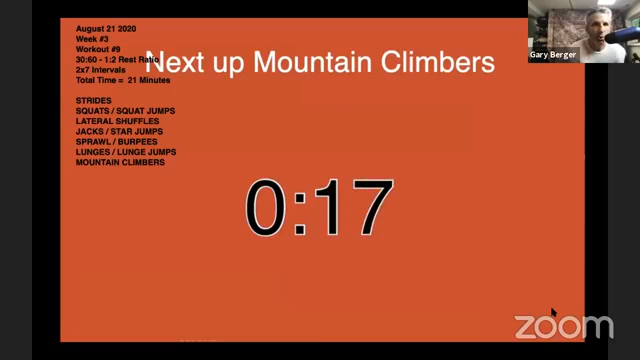 August 21 2020
Week #3
Workout #9
30:60 - 1:2 Rest Ratio
2x7 Intervals
Total Time = 21 Minutes
STRIDES
SQUATS / SQUAT JUMPS
LATERAL SHUFFLES
JACKS / STAR JUMPS
SPRAWL / BURPEES
LUNGES / LUNGE JUMPS
MOUNTAIN CLIMBERS
Next up Mountain Climbers
0:17
Gary Berger
zoom